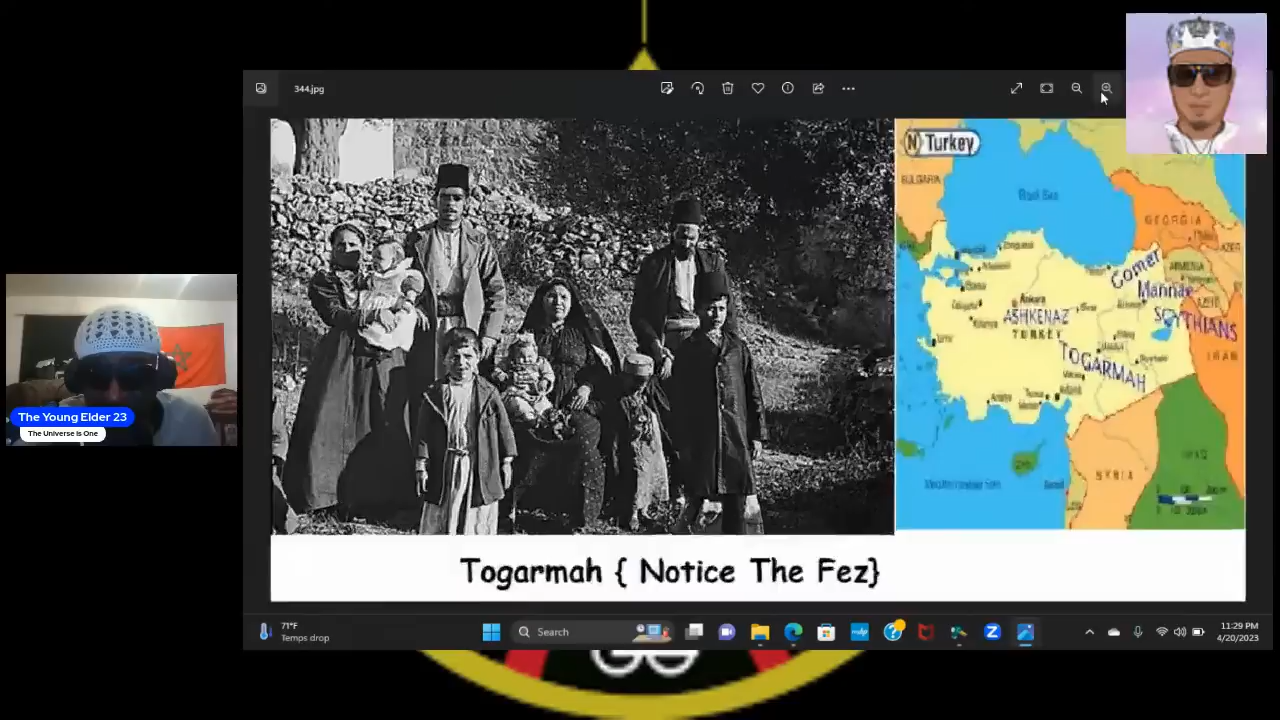 344.jpg
N Turkey
BULGARIA
Black Sea
GEORGIA
Gomer
ARMENIA
Mannae
Ankara
ASHKENAZ
TURKEY
SCYTHIANS
TOGARMAH
IRAN
SYRIA
IRAQ
Mediterranean Sea
Togarmah { Notice The Fez}
The Young Elder 23
The Universe is One
71°F
Temps drop
Search
11:29 PM
4/20/2023